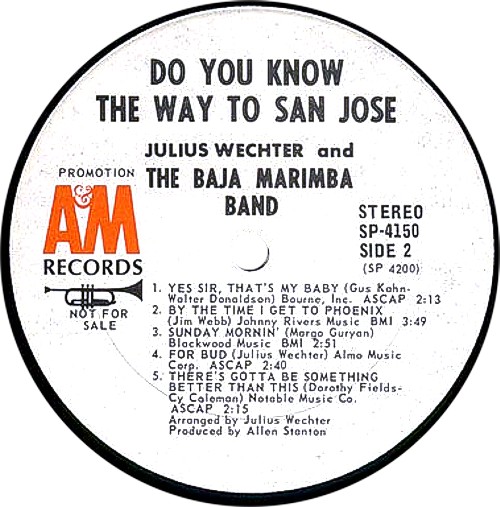 DO YOU KNOW
THE WAY TO SAN JOSE
JULIUS WECHTER and
THE BAJA MARIMBA
BAND
PROMOTION
A&M
RECORDS
NOT FOR
SALE
STEREO
SP-4150
SIDE 2
(SP 4200)
1. YES SIR, THAT'S MY BABY (Gus Kahn-
Walter Donaldson) Bourne, Inc. ASCAP 2:13
2. BY THE TIME I GET TO PHOENIX
(Jim Webb) Johnny Rivers Music BMI 3:49
3. SUNDAY MORNIN' (Margo Guryan)
Blackwood Music BMI 2:51
4. FOR BUD (Julius Wechter) Almo Music
Corp. ASCAP 2:40
5. THERE'S GOTTA BE SOMETHING
BETTER THAN THIS (Dorothy Fields-
Cy Coleman) Notable Music Co.
ASCAP 2:15
Arranged by Julius Wechter
Produced by Allen Stanton